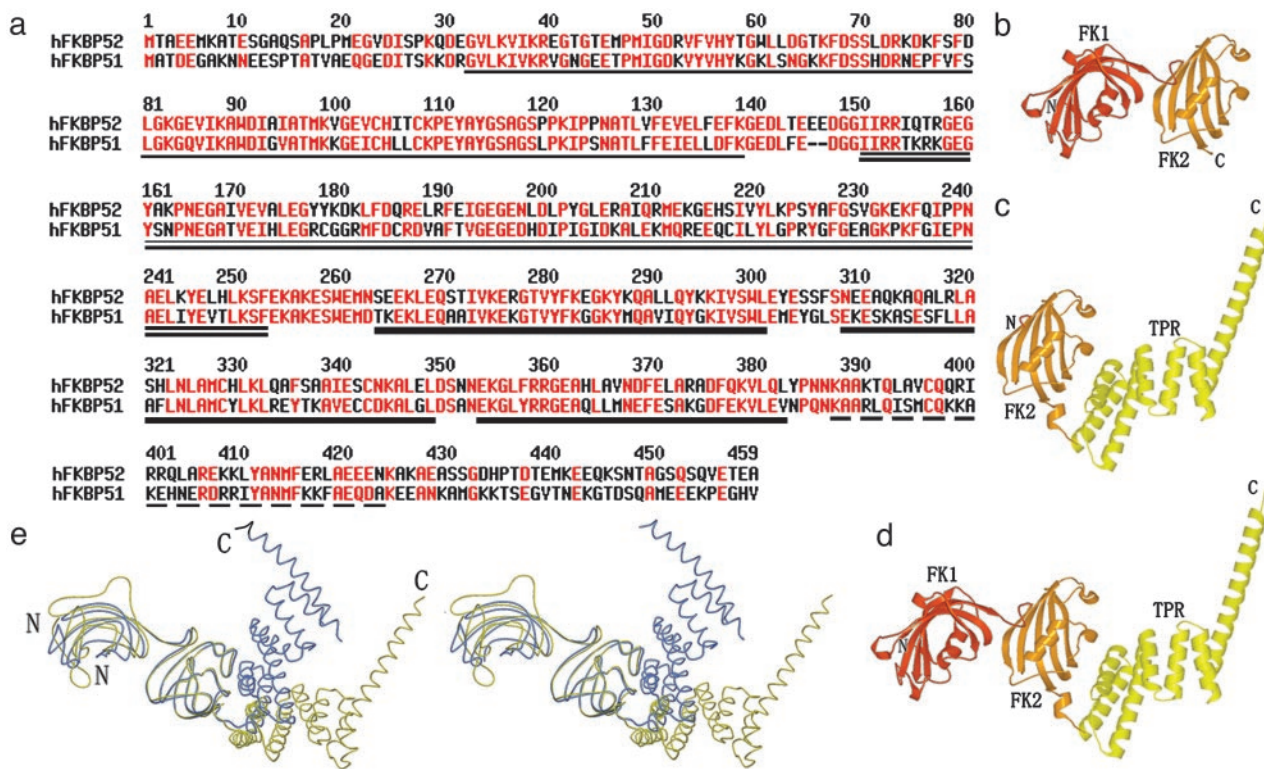 a
1 10 20 30 40 50 60 70 80
hFKBP52 MTAEEMKATESGAQSAPLPMEGVDISPKQDEGVLKVIKREGTGTEMPMIGDRVFVHYTGWLLDGTKFDSSLDRKDKFSFD
hFKBP51 MATDEGAKNNEESPTATVAEQGEDITSKKDRGVLKIVKRVGNGEETPMIGDKVYVHYKGKLSNGKKFDSSHDRNEPFVFS
81 90 100 110 120 130 140 150 160
hFKBP52 LGKGEVIKAWDIAIATMKVGEVCHITCKPEYAYGSAGSPPKIPPNATLVFEVELFEFKGEDLTEEEDGGIIRRIQTRGEG
hFKBP51 LGKGQVIKAWDIGVATMKKGEICHLLCKPEYAYGSAGSLPKIPSNATLFFEIELLDFKGEDLFE--DGGIIRRTKRKGEG
161 170 180 190 200 210 220 230 240
hFKBP52 YAKPNEGAIVEVALEGYYKDKLFDQRELRFEIGEGENLDLPYGLERAIQRMEKGEHSIVYLKPSYAFGSVGKEKFQIPPN
hFKBP51 YSNPNEGATVEIHLEGRCGGRMFDCRDVAFTVGEGEDHDIPIGIDKALEKMQREEQCILYLGPRYGFGEAGKPKFGIEPN
241 250 260 270 280 290 300 310 320
hFKBP52 AELKYELHLKSFEKAKESWEMNSEEKLEQSTIVKERGTVYFKEGKYKQALLQYKKIVSWLEYESSFSNEEAQKAQALRLA
hFKBP51 AELIYEVTLKSFEKAKESWEMDTKEKLEQAAIVKEKGTVYFKGGKYMQAVIQYGKIVSWLEMEYGLSEKESKASESFLLA
321 330 340 350 360 370 380 390 400
hFKBP52 SHLNLAMCHLKLQAFSAAIESCNKALELDSNNEKGLFRRGEAHLAVNDFELARADFQKVLQLYPNNKAAKTQLAVCQQRI
hFKBP51 AFLNLAMCYLKLREYTKAVECCDKALGLDSANEKGLYRRGEAQLLMNEFESAKGDFEKVLEVNPQNKAARLQISMCQKKA
401 410 420 430 440 450 459
hFKBP52 RRQLAREKKLYANMFERLAEEENKAKAEASSGDHPTDTEMKEEQKSNTAGSQSQVETEA
hFKBP51 KEHNERDRRIYANMFKKFAEQDAKEEANKAMGKKTSEGVTNEKGTDSQAMEEEKPEGHV
b
FK1
N
FK2
C
c
C
TPR
N
FK2
d
C
FK1
TPR
N
FK2
e
C
C
N
N